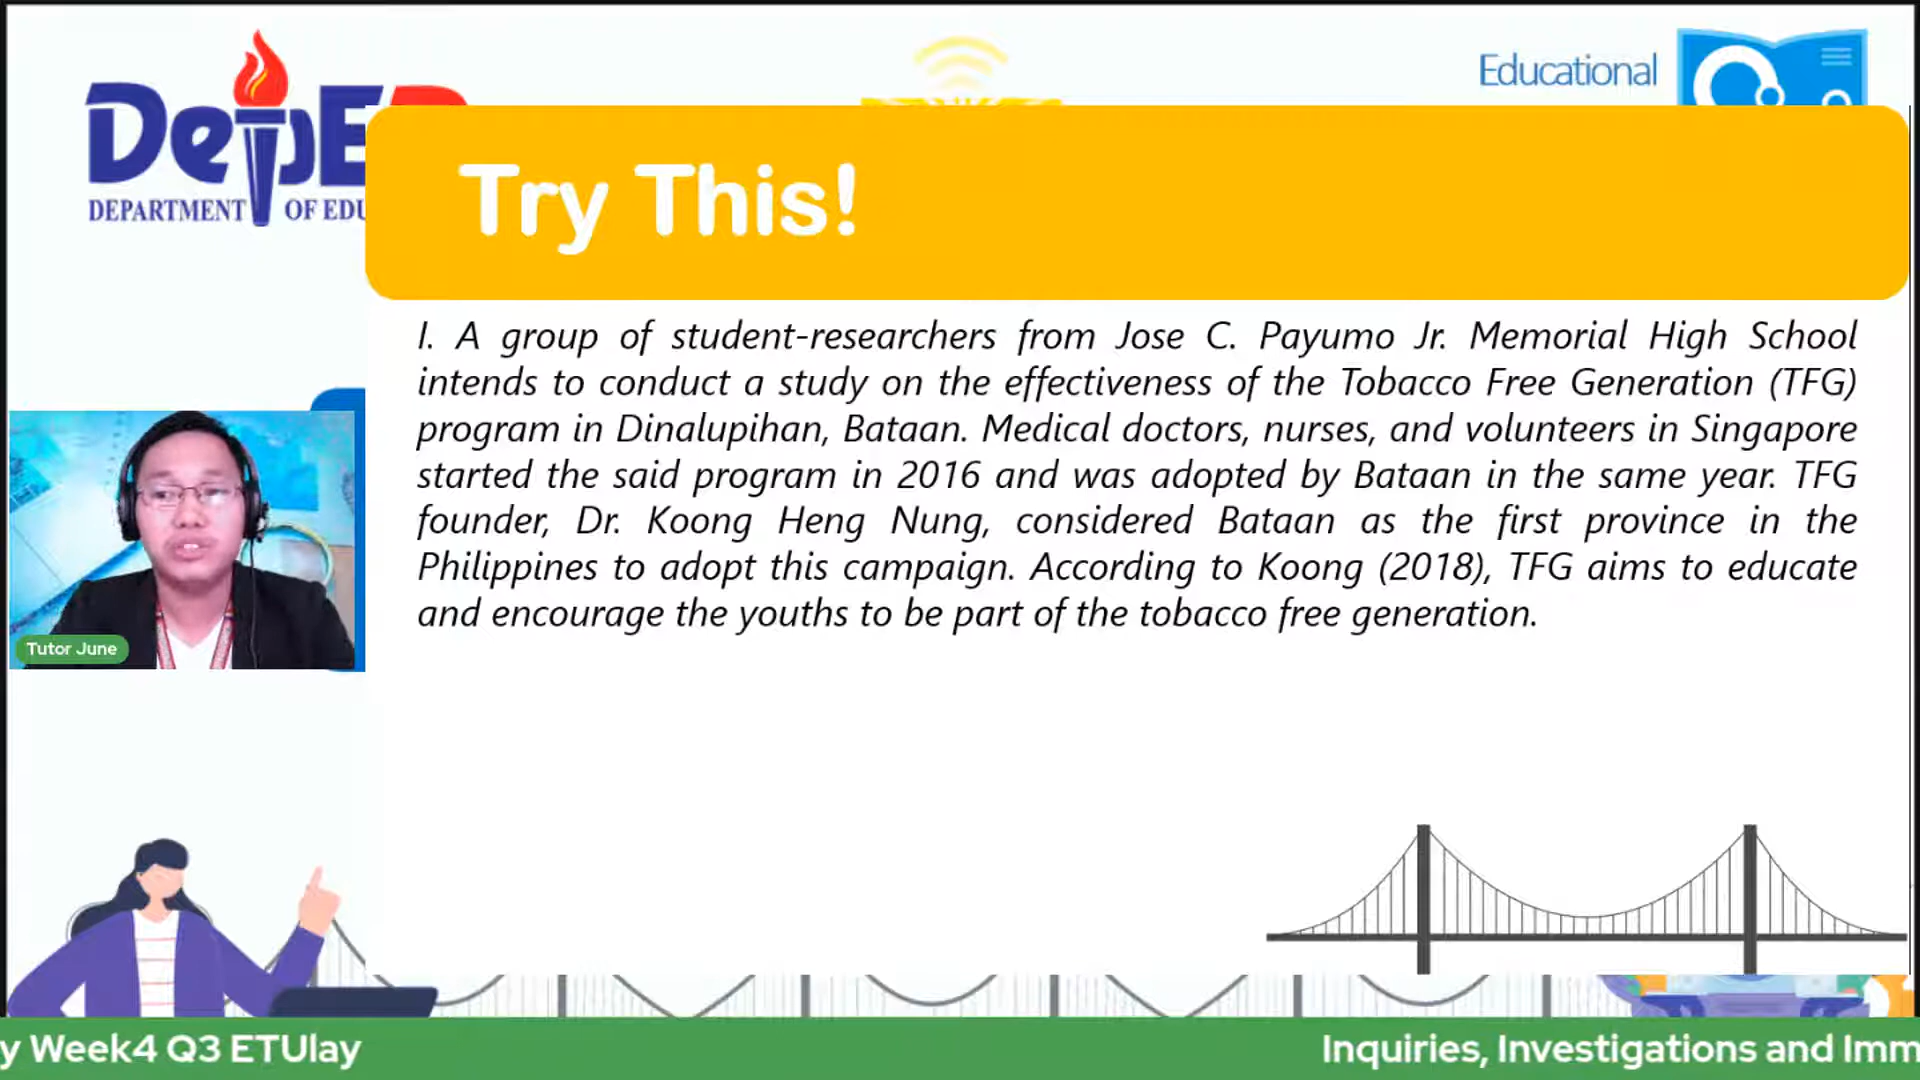 DepE
DEPARTMENT OF EDU
Educational
Try This!
I. A group of student-researchers from Jose C. Payumo Jr. Memorial High School
intends to conduct a study on the effectiveness of the Tobacco Free Generation (TFG)
program in Dinalupihan, Bataan. Medical doctors, nurses, and volunteers in Singapore
started the said program in 2016 and was adopted by Bataan in the same year. TFG
founder, Dr. Koong Heng Nung, considered Bataan as the first province in the
Philippines to adopt this campaign. According to Koong (2018), TFG aims to educate
and encourage the youths to be part of the tobacco free generation.
Tutor June
y Week4 Q3 ETUlay
Inquiries, Investigations and Imm